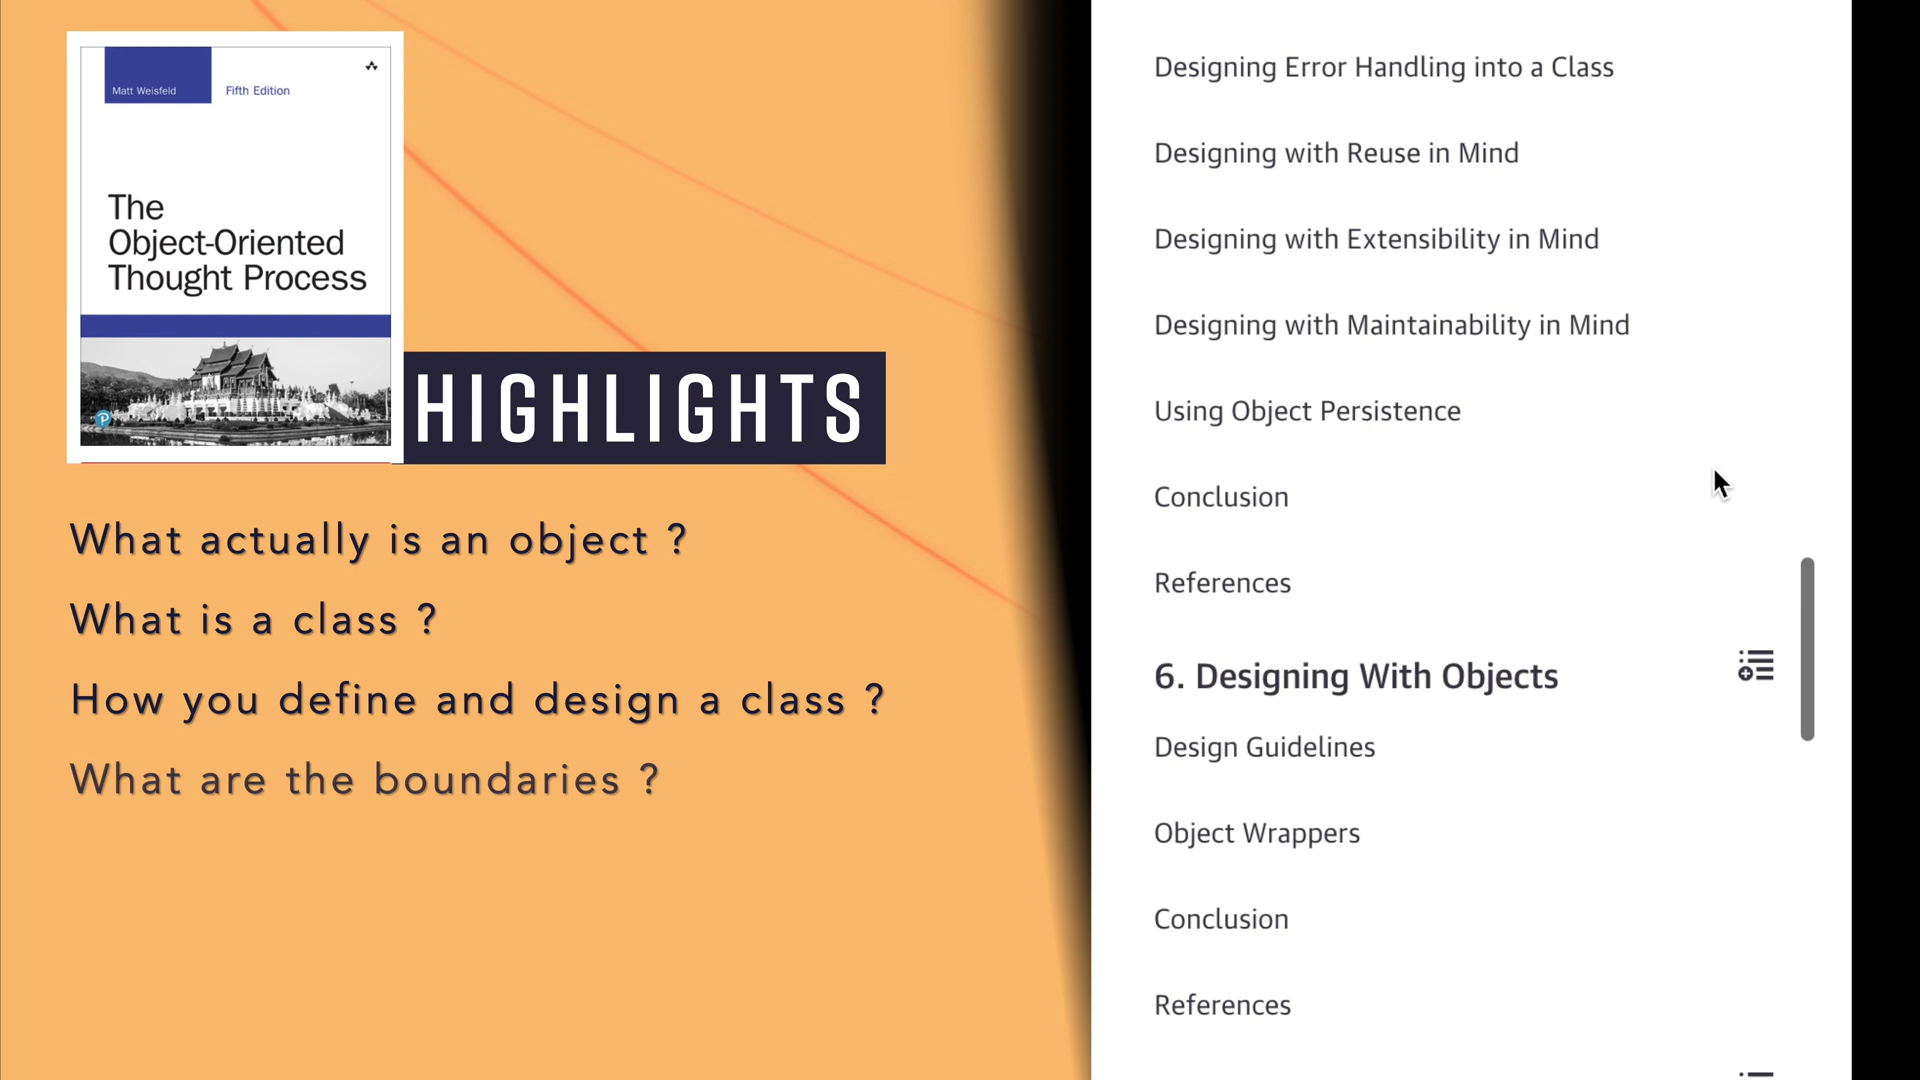 Matt Weisfeld
Fifth Edition
The
Object-Oriented
Thought Process
P
HIGHLIGHTS
What actually is an object ?
What is a class ?
How you define and design a class ?
What are the boundaries ?
Designing Error Handling into a Class
Designing with Reuse in Mind
Designing with Extensibility in Mind
Designing with Maintainability in Mind
Using Object Persistence
Conclusion
References
6. Designing With Objects
Design Guidelines
Object Wrappers
Conclusion
References